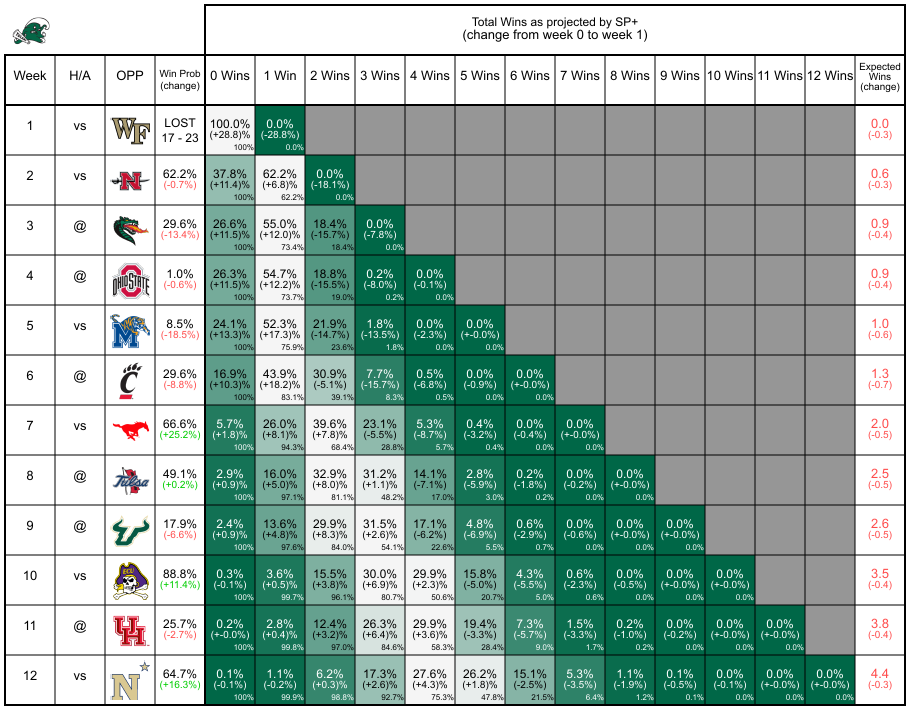 Total Wins as projected by SP+
(change from week 0 to week 1)
Week H/A OPP Win Prob (change) 0 Wins 1 Win 2 Wins 3 Wins 4 Wins 5 Wins 6 Wins 7 Wins 8 Wins 9 Wins 10 Wins 11 Wins 12 Wins Expected Wins (change)
1 vs WF LOST 100.0% 0.0% 0.0
17 - 23 (+28.8)% (-28.8%) (-0.3)
100% 0.0%
2 vs N 62.2% 37.8% 62.2% 0.0% 0.6
(-0.7%) (+11.4)% (+6.8)% (-18.1%) (-0.3)
100% 62.2% 0.0%
3 @ 29.6% 26.6% 55.0% 18.4% 0.0% 0.9
(-13.4%) (+11.5)% (+12.0)% (-15.7%) (-7.8%) (-0.4)
100% 73.4% 18.4% 0.0%
4 @ OHIO STATE 1.0% 26.3% 54.7% 18.8% 0.2% 0.0% 0.9
(-0.6%) (+11.5)% (+12.2)% (-15.5%) (-8.0%) (-0.1%) (-0.4)
100% 73.7% 19.0% 0.2% 0.0%
5 vs M 8.5% 24.1% 52.3% 21.9% 1.8% 0.0% 0.0% 1.0
(-18.5%) (+13.3)% (+17.3)% (-14.7%) (-13.5%) (-2.3%) (+-0.0%) (-0.6)
100% 75.9% 23.6% 1.8% 0.0% 0.0%
6 @ C 29.6% 16.9% 43.9% 30.9% 7.7% 0.5% 0.0% 0.0% 1.3
(-8.8%) (+10.3)% (+18.2)% (-5.1%) (-15.7%) (-6.8%) (-0.9%) (+-0.0%) (-0.7)
100% 83.1% 39.1% 8.3% 0.5% 0.0% 0.0%
7 vs 66.6% 5.7% 26.0% 39.6% 23.1% 5.3% 0.4% 0.0% 0.0% 2.0
(+25.2%) (+1.8)% (+8.1)% (+7.8)% (-5.5%) (-8.7%) (-3.2%) (-0.4%) (+-0.0%) (-0.5)
100% 94.3% 68.4% 28.8% 5.7% 0.4% 0.0% 0.0%
8 @ Tulsa 49.1% 2.9% 16.0% 32.9% 31.2% 14.1% 2.8% 0.2% 0.0% 0.0% 2.5
(+0.2%) (+0.9)% (+5.0)% (+8.0)% (+1.1)% (-7.1%) (-5.9%) (-1.8%) (-0.2%) (+-0.0%) (-0.5)
100% 97.1% 81.1% 48.2% 17.0% 3.0% 0.2% 0.0% 0.0%
9 @ 17.9% 2.4% 13.6% 29.9% 31.5% 17.1% 4.8% 0.6% 0.0% 0.0% 0.0% 2.6
(-6.6%) (+0.9)% (+4.8)% (+8.3)% (+2.6)% (-6.2%) (-6.9%) (-2.9%) (-0.6%) (+-0.0%) (+-0.0%) (-0.5)
100% 97.6% 84.0% 54.1% 22.6% 5.5% 0.7% 0.0% 0.0% 0.0%
10 vs ECU 88.8% 0.3% 3.6% 15.5% 30.0% 29.9% 15.8% 4.3% 0.6% 0.0% 0.0% 0.0% 3.5
(+11.4%) (-0.1%) (+0.5)% (+3.8)% (+6.9)% (+2.3)% (-5.0%) (-5.5%) (-2.3%) (-0.5%) (+-0.0%) (+-0.0%) (-0.4)
100% 99.7% 96.1% 80.7% 50.6% 20.7% 5.0% 0.6% 0.0% 0.0% 0.0%
11 @ UH 25.7% 0.2% 2.8% 12.4% 26.3% 29.9% 19.4% 7.3% 1.5% 0.2% 0.0% 0.0% 0.0% 3.8
(-2.7%) (+-0.0%) (+0.4)% (+3.2)% (+6.4)% (+3.6)% (-3.3%) (-5.7%) (-3.3%) (-1.0%) (-0.2%) (+-0.0%) (+-0.0%) (-0.4)
100% 99.8% 97.0% 84.6% 58.3% 28.4% 9.0% 1.7% 0.2% 0.0% 0.0% 0.0%
12 vs N 64.7% 0.1% 1.1% 6.2% 17.3% 27.6% 26.2% 15.1% 5.3% 1.1% 0.1% 0.0% 0.0% 0.0% 4.4
(+16.3%) (-0.1%) (-0.2%) (+0.3)% (+2.6)% (+4.3)% (+1.8)% (-2.5%) (-3.5%) (-1.9%) (-0.5%) (+-0.0%) (+-0.0%) (+-0.0%) (-0.3)
100% 99.9% 98.8% 92.7% 75.3% 47.8% 21.5% 6.4% 1.2% 0.1% 0.0% 0.0% 0.0%